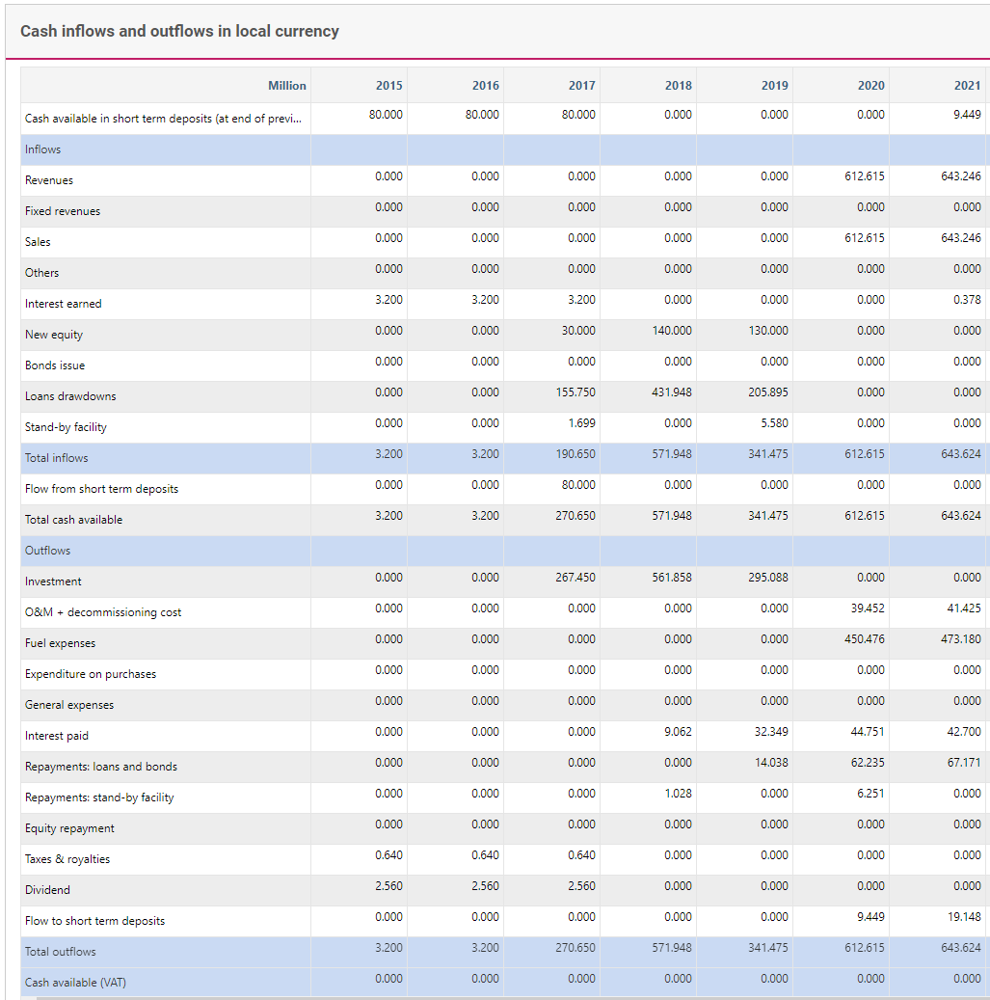 Cash inflows and outflows in local currency
Million 2015 2016 2017 2018 2019 2020 2021
Cash available in short term deposits (at end of previ... 80.000 80.000 80.000 0.000 0.000 0.000 9.449
Inflows
Revenues 0.000 0.000 0.000 0.000 0.000 612.615 643.246
Fixed revenues 0.000 0.000 0.000 0.000 0.000 0.000 0.000
Sales 0.000 0.000 0.000 0.000 0.000 612.615 643.246
Others 0.000 0.000 0.000 0.000 0.000 0.000 0.000
Interest earned 3.200 3.200 3.200 0.000 0.000 0.000 0.378
New equity 0.000 0.000 30.000 140.000 130.000 0.000 0.000
Bonds issue 0.000 0.000 0.000 0.000 0.000 0.000 0.000
Loans drawdowns 0.000 0.000 155.750 431.948 205.895 0.000 0.000
Stand-by facility 0.000 0.000 1.699 0.000 5.580 0.000 0.000
Total inflows 3.200 3.200 190.650 571.948 341.475 612.615 643.624
Flow from short term deposits 0.000 0.000 80.000 0.000 0.000 0.000 0.000
Total cash available 3.200 3.200 270.650 571.948 341.475 612.615 643.624
Outflows
Investment 0.000 0.000 267.450 561.858 295.088 0.000 0.000
O&M + decommissioning cost 0.000 0.000 0.000 0.000 0.000 39.452 41.425
Fuel expenses 0.000 0.000 0.000 0.000 0.000 450.476 473.180
Expenditure on purchases 0.000 0.000 0.000 0.000 0.000 0.000 0.000
General expenses 0.000 0.000 0.000 0.000 0.000 0.000 0.000
Interest paid 0.000 0.000 0.000 9.062 32.349 44.751 42.700
Repayments: loans and bonds 0.000 0.000 0.000 0.000 14.038 62.235 67.171
Repayments: stand-by facility 0.000 0.000 0.000 1.028 0.000 6.251 0.000
Equity repayment 0.000 0.000 0.000 0.000 0.000 0.000 0.000
Taxes & royalties 0.640 0.640 0.640 0.000 0.000 0.000 0.000
Dividend 2.560 2.560 2.560 0.000 0.000 0.000 0.000
Flow to short term deposits 0.000 0.000 0.000 0.000 0.000 9.449 19.148
Total outflows 3.200 3.200 270.650 571.948 341.475 612.615 643.624
Cash available (VAT) 0.000 0.000 0.000 0.000 0.000 0.000 0.000